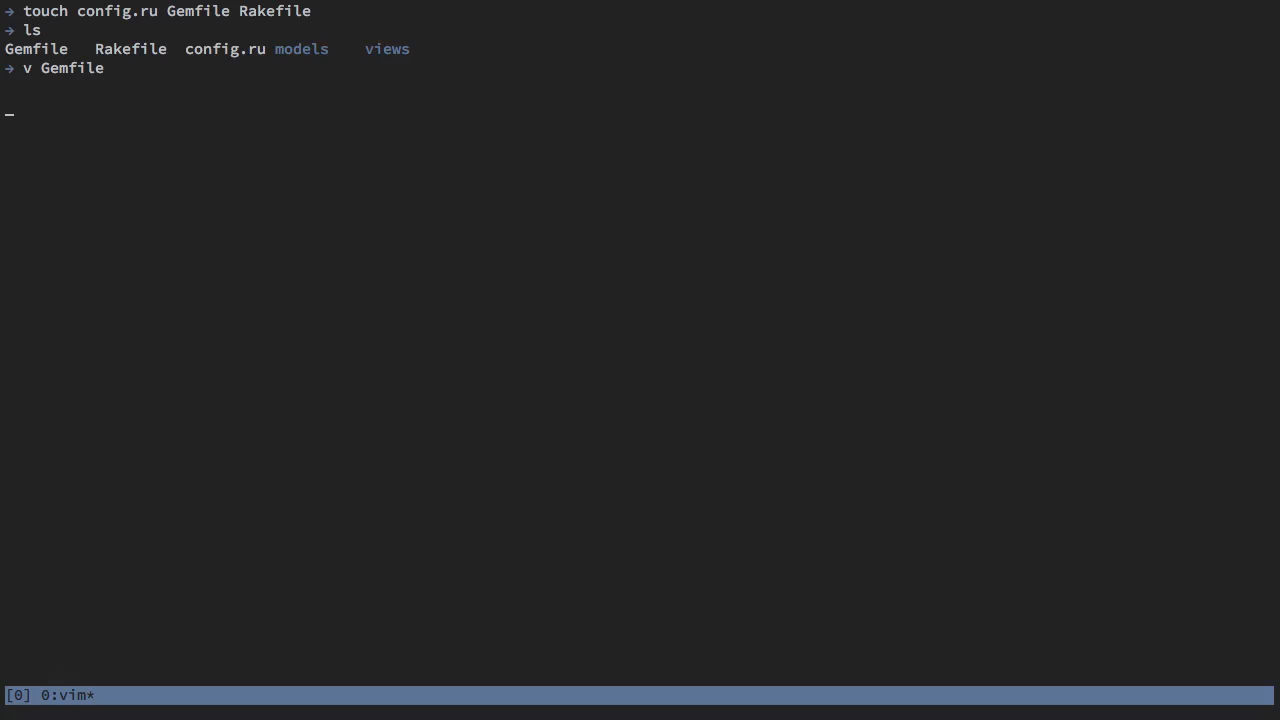 → touch config.ru Gemfile Rakefile
→ ls
Gemfile   Rakefile  config.ru models    views
→ v Gemfile
[0] 0:vim*